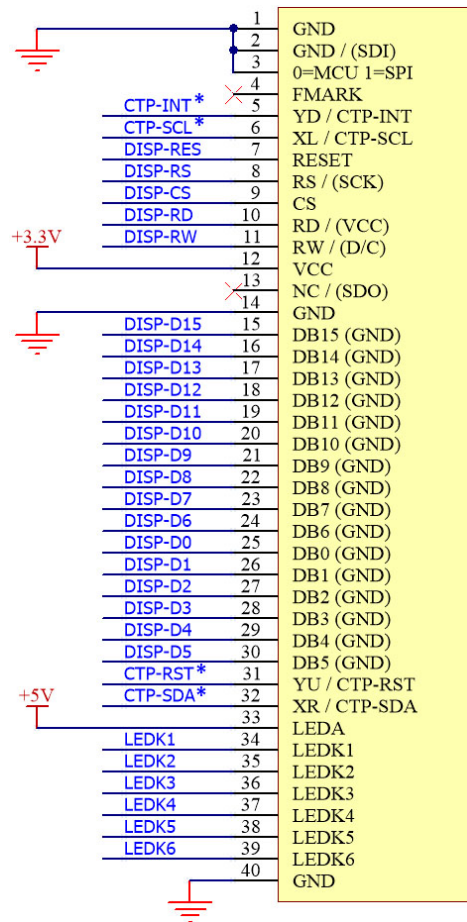 1 GND
2 GND / (SDI)
3 0=MCU 1=SPI
4 FMARK
CTP-INT* 5 YD / CTP-INT
CTP-SCL* 6 XL / CTP-SCL
DISP-RES 7 RESET
DISP-RS 8 RS / (SCK)
DISP-CS 9 CS
DISP-RD 10 RD / (VCC)
DISP-RW 11 RW / (D/C)
+3.3V 12 VCC
13 NC / (SDO)
14 GND
DISP-D15 15 DB15 (GND)
DISP-D14 16 DB14 (GND)
DISP-D13 17 DB13 (GND)
DISP-D12 18 DB12 (GND)
DISP-D11 19 DB11 (GND)
DISP-D10 20 DB10 (GND)
DISP-D9 21 DB9 (GND)
DISP-D8 22 DB8 (GND)
DISP-D7 23 DB7 (GND)
DISP-D6 24 DB6 (GND)
DISP-D0 25 DB0 (GND)
DISP-D1 26 DB1 (GND)
DISP-D2 27 DB2 (GND)
DISP-D3 28 DB3 (GND)
DISP-D4 29 DB4 (GND)
DISP-D5 30 DB5 (GND)
CTP-RST* 31 YU / CTP-RST
CTP-SDA* 32 XR / CTP-SDA
+5V 33 LEDA
LEDK1 34 LEDK1
LEDK2 35 LEDK2
LEDK3 36 LEDK3
LEDK4 37 LEDK4
LEDK5 38 LEDK5
LEDK6 39 LEDK6
40 GND